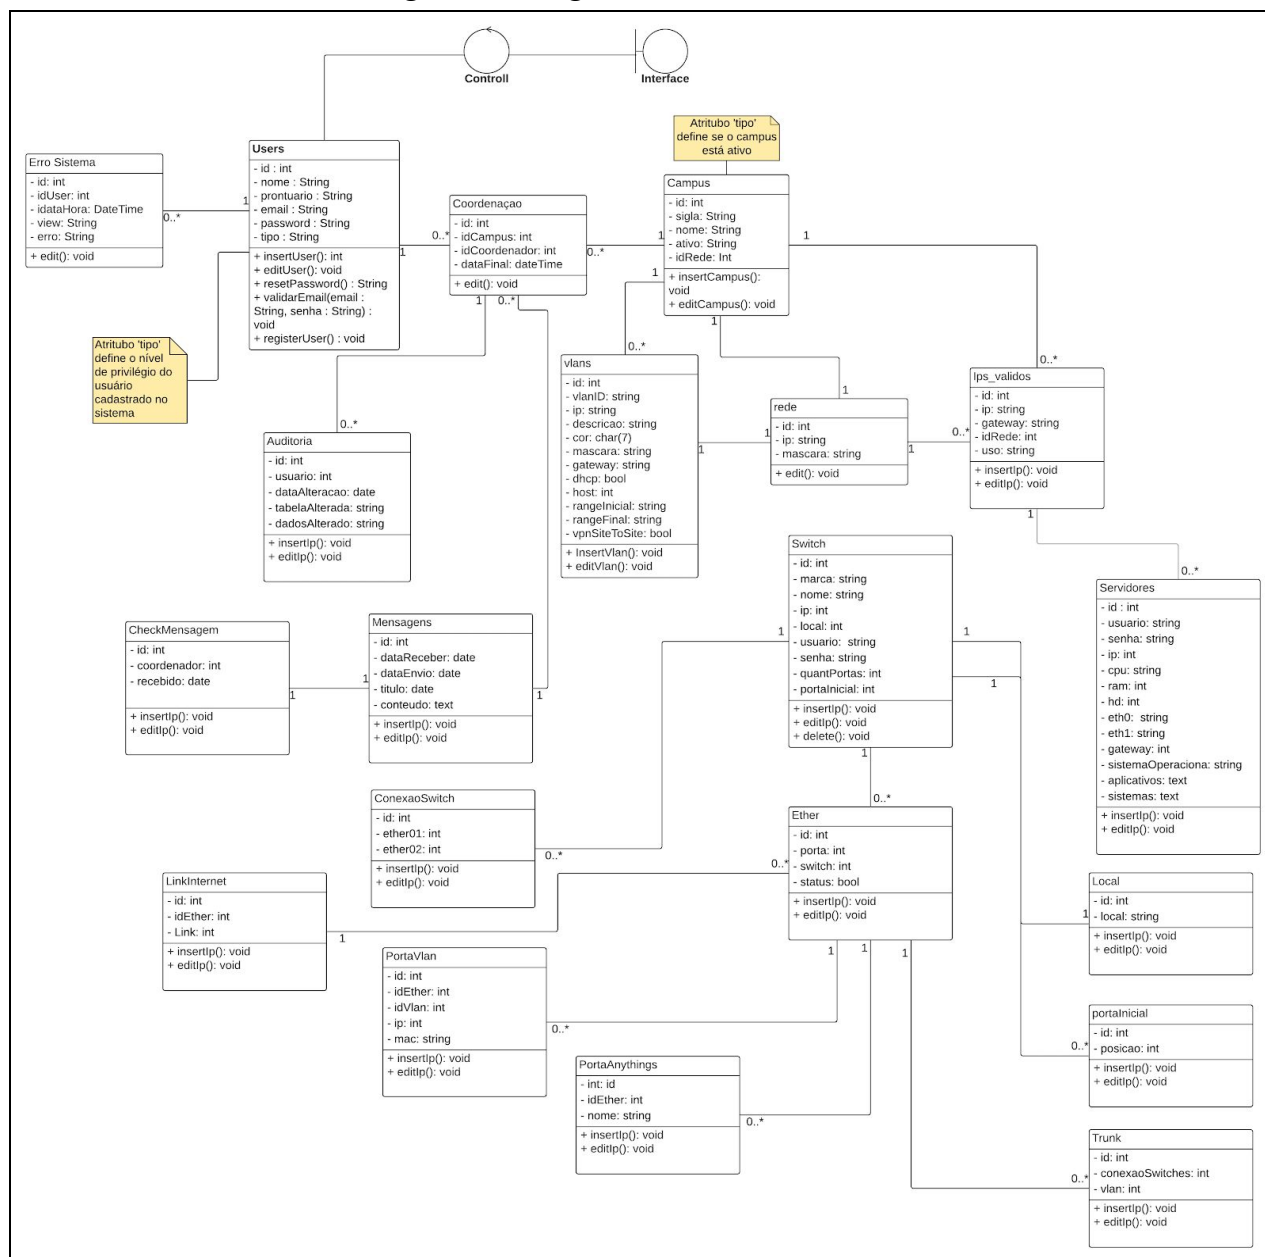 Controll
Interface
Atritubo 'tipo'
define se o campus
está ativo
Erro Sistema
- id: int
- idUser: int
- idataHora: DateTime
- view: String
- erro: String
+ edit(): void
0..*
1
Users
- id : int
- nome : String
- prontuario : String
- email : String
- password : String
- tipo : String
+ insertUser(): int
+ editUser(): void
+ resetPassword() : String
+ validarEmail(email :
String, senha : String) :
void
+ registerUser() : void
1
0..*
Atritubo 'tipo'
define o nível
de privilégio do
usuário
cadastrado no
sistema
Coordenaçao
- id: int
- idCampus: int
- idCoordenador: int
- dataFinal: dateTime
+ edit(): void
0..*
1
1
0..*
Campus
- id: int
- sigla: String
- nome: String
- ativo: String
- idRede: Int
+ insertCampus():
void
+ editCampus(): void
1
1
1
0..*
0..*
1
vlans
- id: int
- vlanID: string
- ip: string
- descricao: string
- cor: char(7)
- mascara: string
- gateway: string
- dhcp: bool
- host: int
- rangeInicial: string
- rangeFinal: string
- vpnSiteToSite: bool
+ InsertVlan(): void
+ editVlan(): void
1
1
rede
- id: int
- ip: string
- mascara: string
+ edit(): void
1
0..*
Ips_validos
- id: int
- ip: string
- gateway: string
- idRede: int
- uso: string
+ insertIp(): void
+ editIp(): void
1
0..*
0..*
Auditoria
- id: int
- usuario: int
- dataAlteracao: date
- tabelaAlterada: string
- dadosAlterado: string
+ insertIp(): void
+ editIp(): void
CheckMensagem
- id: int
- coordenador: int
- recebido: date
+ insertIp(): void
+ editIp(): void
1
1
Mensagens
- id: int
- dataReceber: date
- dataEnvio: date
- titulo: date
- conteudo: text
+ insertIp(): void
+ editIp(): void
1
Switch
- id: int
- marca: string
- nome: string
- ip: int
- local: int
- usuario: string
- senha: string
- quantPortas: int
- portaInicial: int
+ insertIp(): void
+ editIp(): void
+ delete(): void
1
1
1
1
0..*
Servidores
- id : int
- usuario: string
- senha: string
- ip: int
- cpu: string
- ram: int
- hd: int
- eth0: string
- eth1: string
- gateway: int
- sistemaOperaciona: string
- aplicativos: text
- sistemas: text
+ insertIp(): void
+ editIp(): void
ConexaoSwitch
- id: int
- ether01: int
- ether02: int
+ insertIp(): void
+ editIp(): void
0..*
Ether
- id: int
- porta: int
- switch: int
- status: bool
+ insertIp(): void
+ editIp(): void
0..*
1
1
1
LinkInternet
- id: int
- idEther: int
- Link: int
+ insertIp(): void
+ editIp(): void
1
PortaVlan
- id: int
- idEther: int
- idVlan: int
- ip: int
- mac: string
+ insertIp(): void
+ editIp(): void
0..*
PortaAnythings
- int: id
- idEther: int
- nome: string
+ insertIp(): void
+ editIp(): void
0..*
Local
- id: int
- local: string
+ insertIp(): void
+ editIp(): void
1
portaInicial
- id: int
- posicao: int
+ insertIp(): void
+ editIp(): void
0..*
Trunk
- id: int
- conexaoSwitches: int
- vlan: int
+ insertIp(): void
+ editIp(): void
0..*